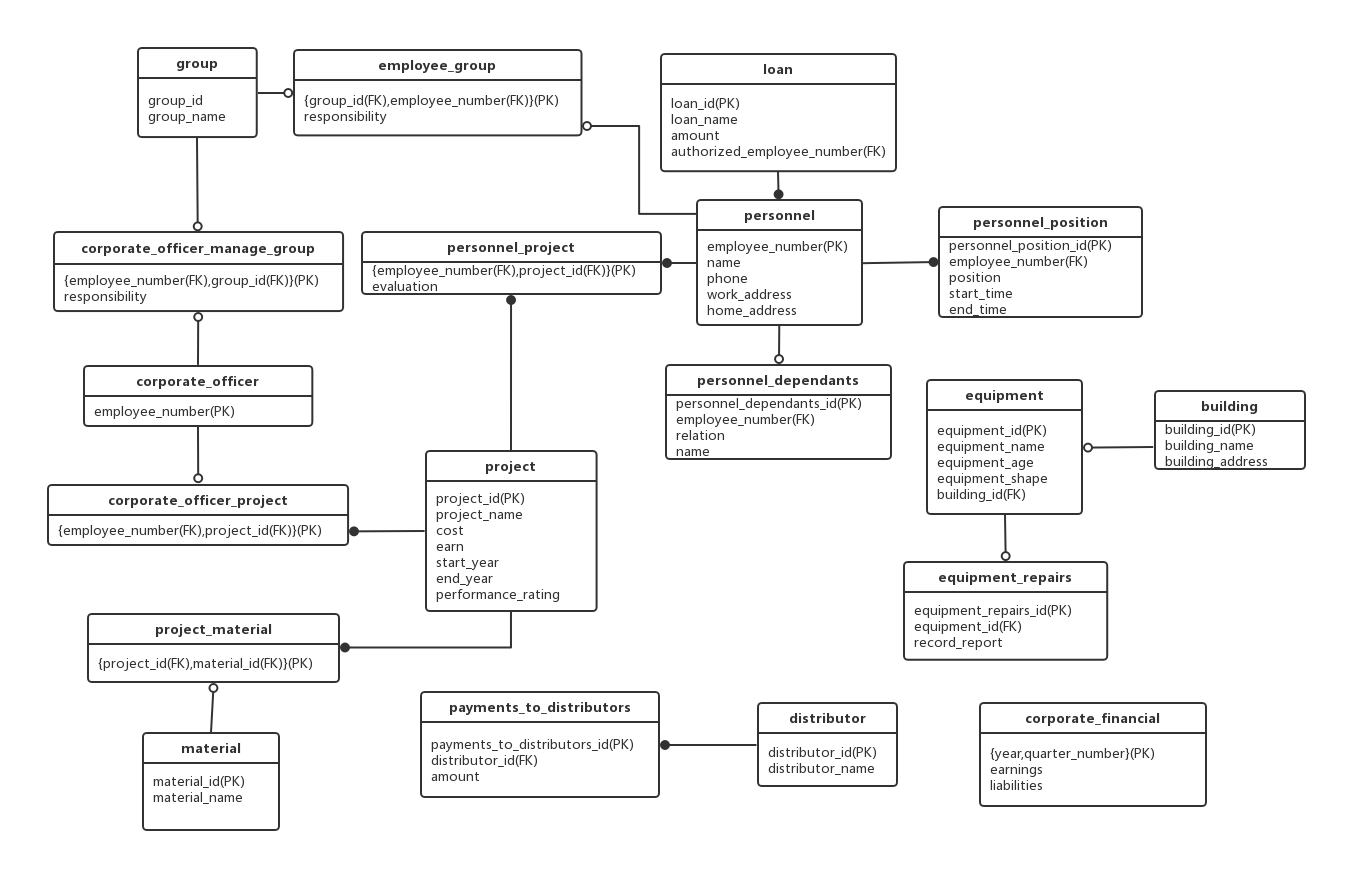 group
group_id
group_name
employee_group
{group_id(FK),employee_number(FK)}(PK)
responsibility
loan
loan_id(PK)
loan_name
amount
authorized_employee_number(FK)
corporate_officer_manage_group
{employee_number(FK),group_id(FK)}(PK)
responsibility
personnel_project
{employee_number(FK),project_id(FK)}(PK)
evaluation
personnel
employee_number(PK)
name
phone
work_address
home_address
personnel_position
personnel_position_id(PK)
employee_number(FK)
position
start_time
end_time
corporate_officer
employee_number(PK)
personnel_dependants
personnel_dependants_id(PK)
employee_number(FK)
relation
name
equipment
equipment_id(PK)
equipment_name
equipment_age
equipment_shape
building_id(FK)
building
building_id(PK)
building_name
building_address
corporate_officer_project
{employee_number(FK),project_id(FK)}(PK)
project
project_id(PK)
project_name
cost
earn
start_year
end_year
performance_rating
equipment_repairs
equipment_repairs_id(PK)
equipment_id(FK)
record_report
project_material
{project_id(FK),material_id(FK)}(PK)
material
material_id(PK)
material_name
payments_to_distributors
payments_to_distributors_id(PK)
distributor_id(FK)
amount
distributor
distributor_id(PK)
distributor_name
corporate_financial
{year,quarter_number}(PK)
earnings
liabilities